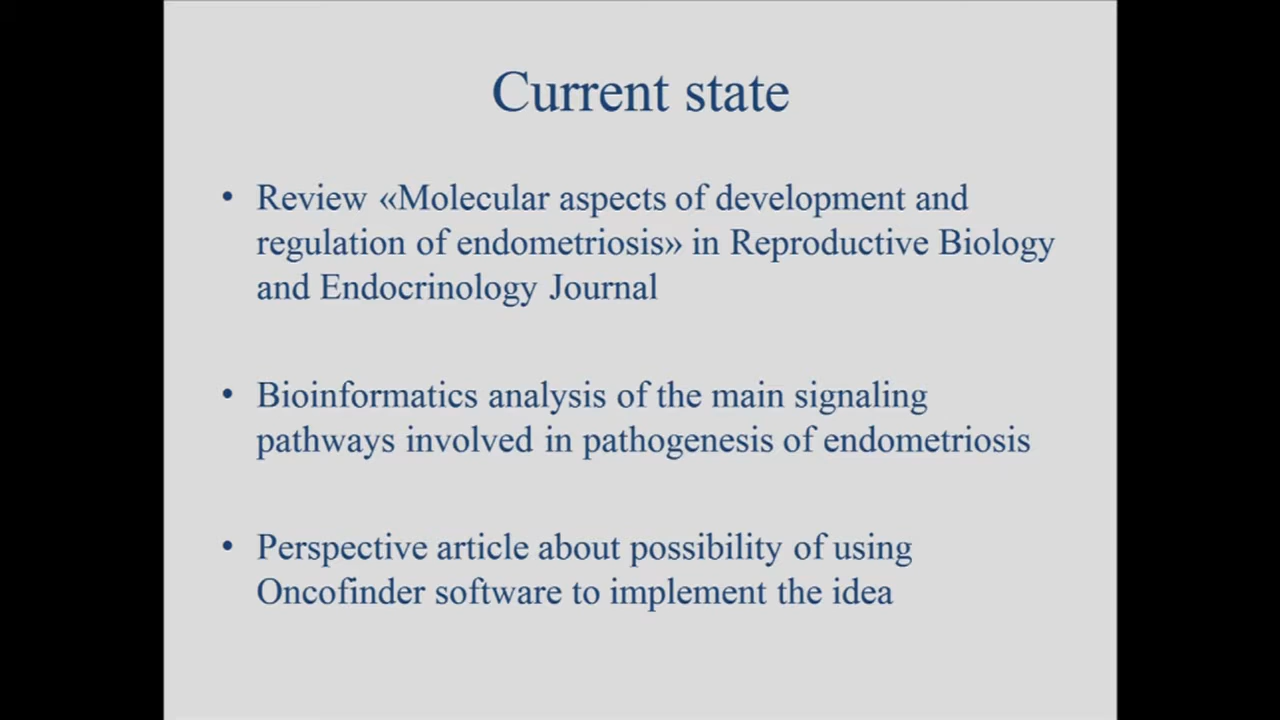 Current state
• Review «Molecular aspects of development and
regulation of endometriosis» in Reproductive Biology
and Endocrinology Journal
• Bioinformatics analysis of the main signaling
pathways involved in pathogenesis of endometriosis
• Perspective article about possibility of using
Oncofinder software to implement the idea